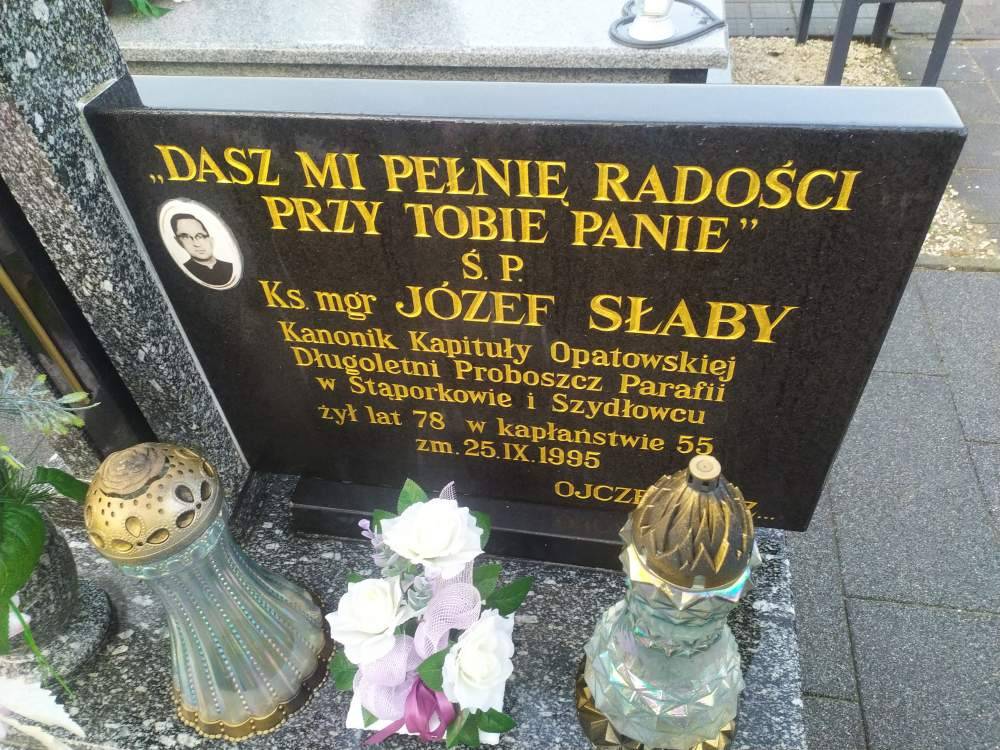 „DASZ MI PEŁNIĘ RADOŚCI
PRZY TOBIE PANIE”
Ś.P.
Ks. mgr JÓZEF SŁABY
Kanonik Kapituły Opatowskiej
Długoletni Proboszcz Parafii
w Stąporkowie i Szydłowcu
żył lat 78 w kapłaństwie 55
zm. 25.IX.1995